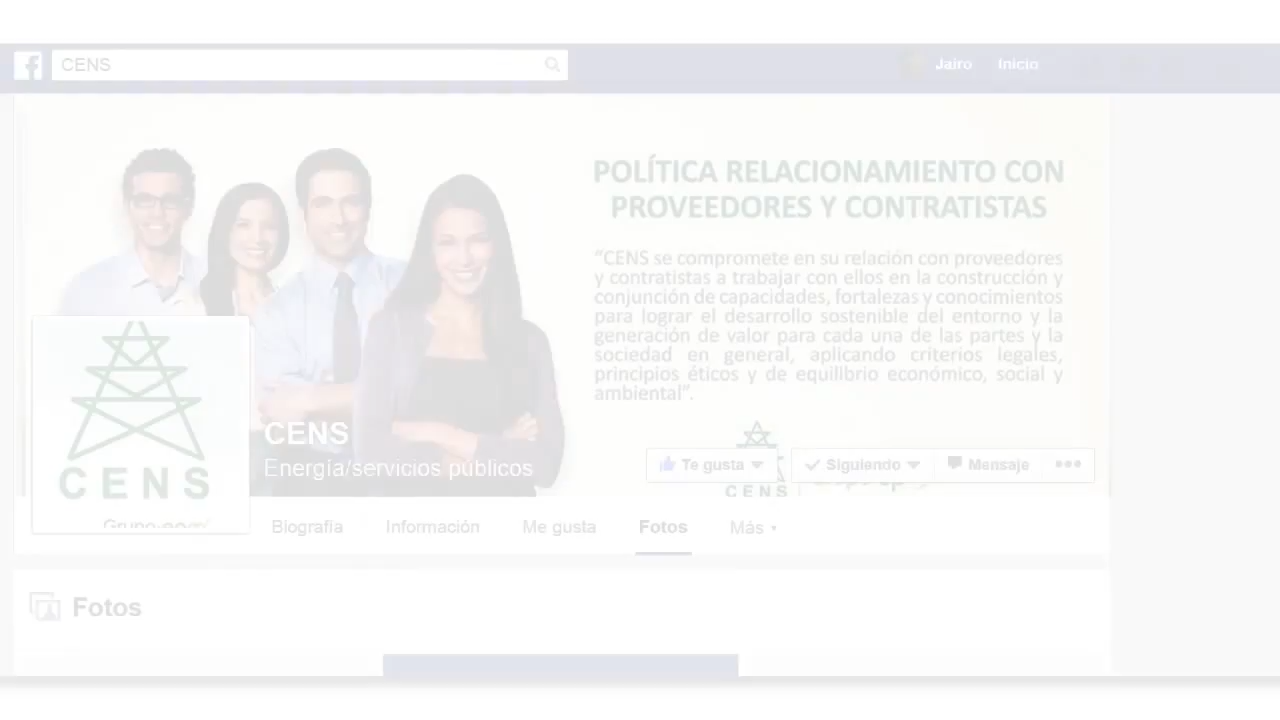 CENS
Jairo
Inicio
POLÍTICA RELACIONAMIENTO CON
PROVEEDORES Y CONTRATISTAS
“CENS se compromete en su relación con proveedores
y contratistas a trabajar con ellos en la construcción y
conjunción de capacidades, fortalezas y conocimientos
para lograr el desarrollo sostenible del entorno y la
generación de valor para cada una de las partes y la
sociedad en general, aplicando criterios legales,
principios éticos y de equilibrio económico, social y
ambiental”.
CENS
Energía/servicios públicos
Te gusta
Siguiendo
Mensaje
CENS
CENS
Grupo·epm
Biografía
Información
Me gusta
Fotos
Más
Fotos